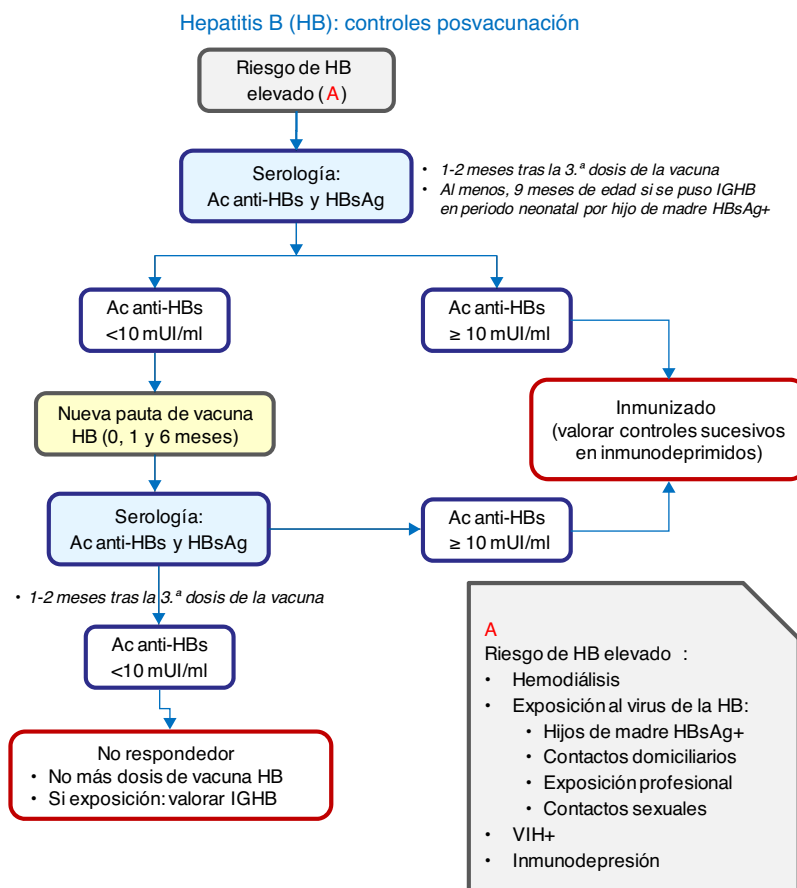 Hepatitis B (HB): controles posvacunación
Riesgo de HB
elevado (A)
Serología:
Ac anti-HBs y HBsAg
• 1-2 meses tras la 3.ª dosis de la vacuna
• Al menos, 9 meses de edad si se puso IGHB
en periodo neonatal por hijo de madre HBsAg+
Ac anti-HBs
<10 mUI/ml
Ac anti-HBs
≥ 10 mUI/ml
Nueva pauta de vacuna
HB (0, 1 y 6 meses)
Inmunizado
(valorar controles sucesivos
en inmunodeprimidos)
Serología:
Ac anti-HBs y HBsAg
Ac anti-HBs
≥ 10 mUI/ml
• 1-2 meses tras la 3.ª dosis de la vacuna
Ac anti-HBs
<10 mUI/ml
No respondedor
• No más dosis de vacuna HB
• Si exposición: valorar IGHB
A
Riesgo de HB elevado :
• Hemodiálisis
• Exposición al virus de la HB:
• Hijos de madre HBsAg+
• Contactos domiciliarios
• Exposición profesional
• Contactos sexuales
• VIH+
• Inmunodepresión